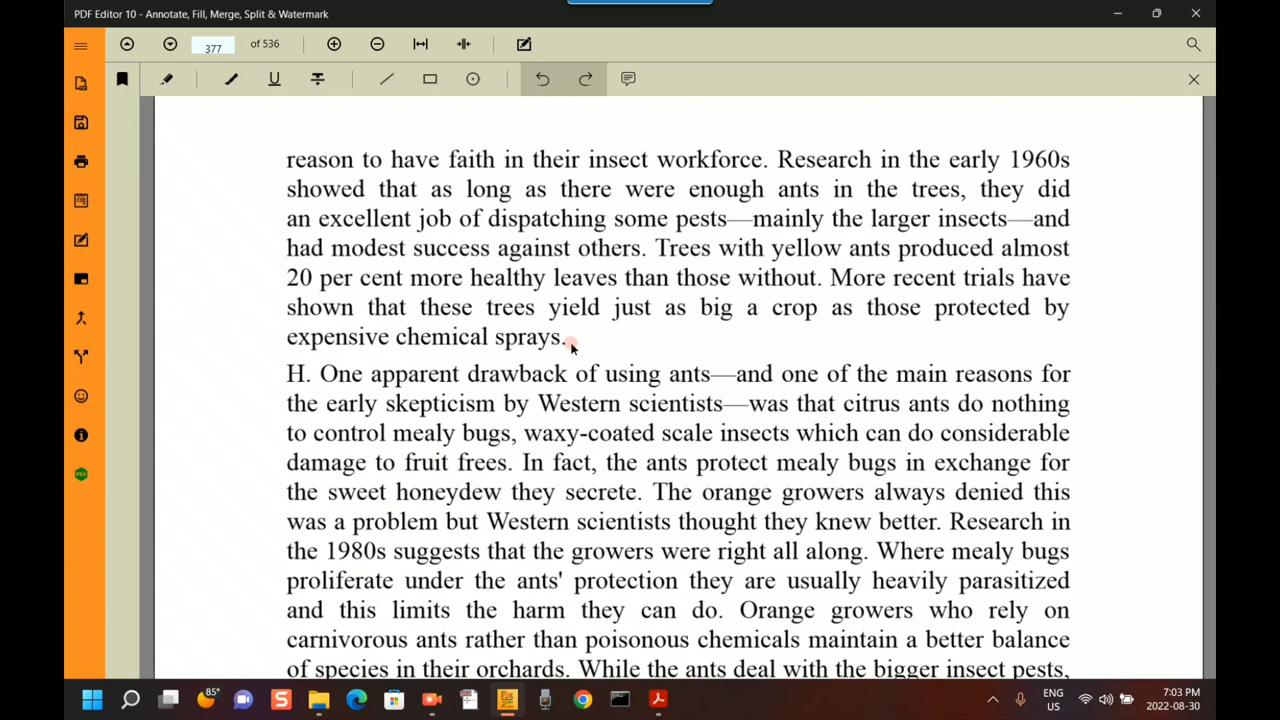 PDF Editor 10 - Annotate, Fill, Merge, Split & Watermark
377 of 536
reason to have faith in their insect workforce. Research in the early 1960s
showed that as long as there were enough ants in the trees, they did
an excellent job of dispatching some pests—mainly the larger insects—and
had modest success against others. Trees with yellow ants produced almost
20 per cent more healthy leaves than those without. More recent trials have
shown that these trees yield just as big a crop as those protected by
expensive chemical sprays.
H. One apparent drawback of using ants—and one of the main reasons for
the early skepticism by Western scientists—was that citrus ants do nothing
to control mealy bugs, waxy-coated scale insects which can do considerable
damage to fruit frees. In fact, the ants protect mealy bugs in exchange for
the sweet honeydew they secrete. The orange growers always denied this
was a problem but Western scientists thought they knew better. Research in
the 1980s suggests that the growers were right all along. Where mealy bugs
proliferate under the ants' protection they are usually heavily parasitized
and this limits the harm they can do. Orange growers who rely on
carnivorous ants rather than poisonous chemicals maintain a better balance
of species in their orchards. While the ants deal with the bigger insect pests,
85°
ENG
US
7:03 PM
2022-08-30